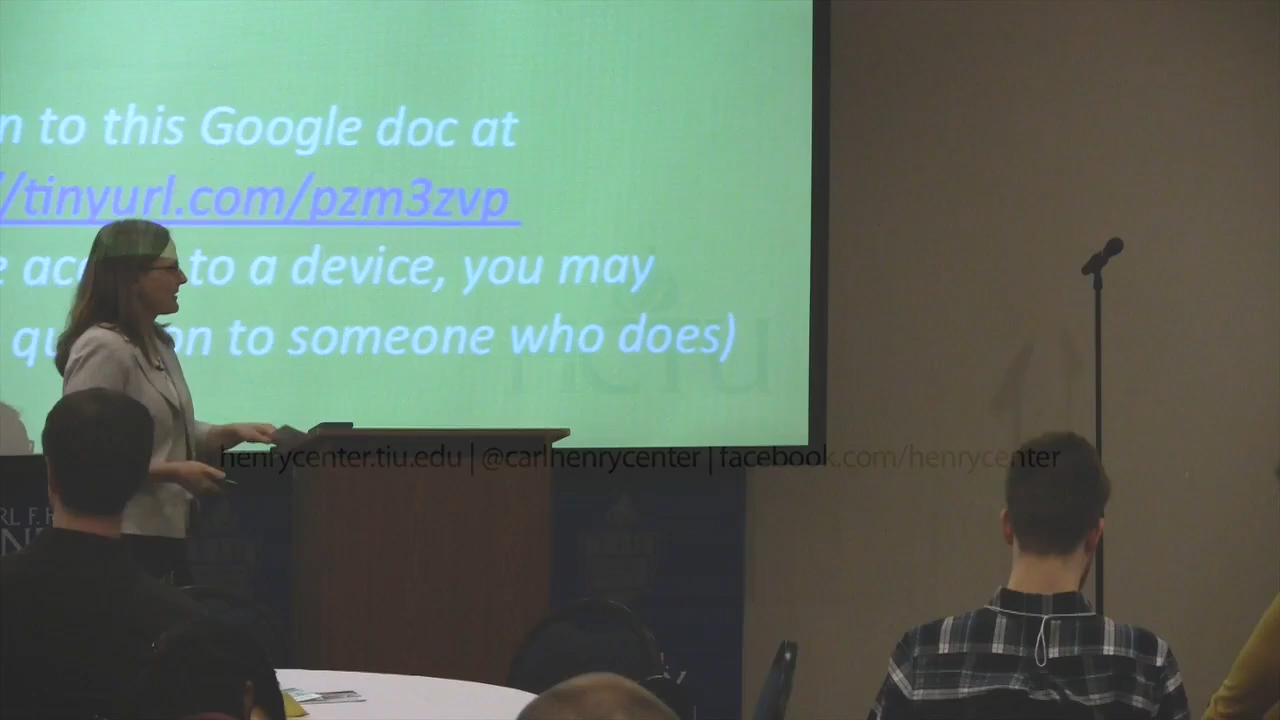 n to this Google doc at
//tinyurl.com/pzm3zvp
to a device, you may
to someone who does)
henrycenter.tiu.edu | @carlhenrycenter | facebook.com/henrycenter
RL F. H